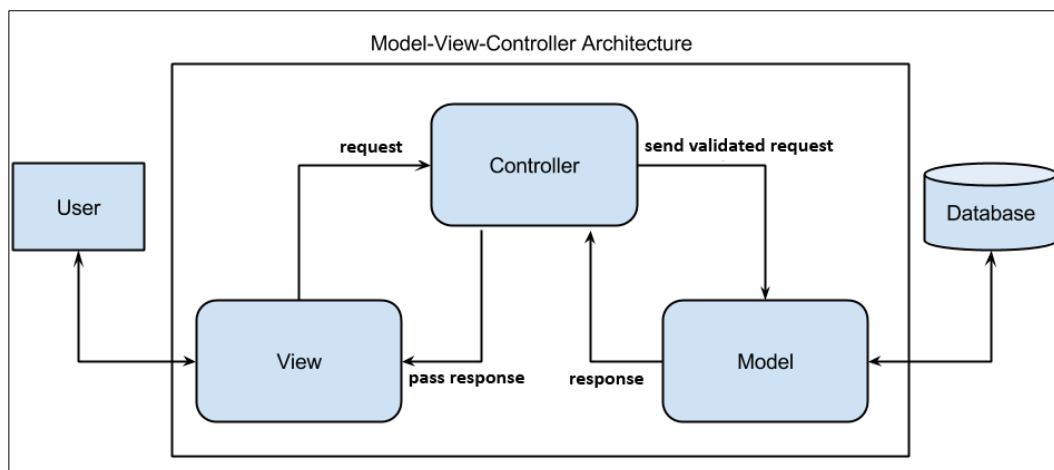 Model-View-Controller Architecture
request
send validated request
Controller
User
Database
View
Model
pass response
response